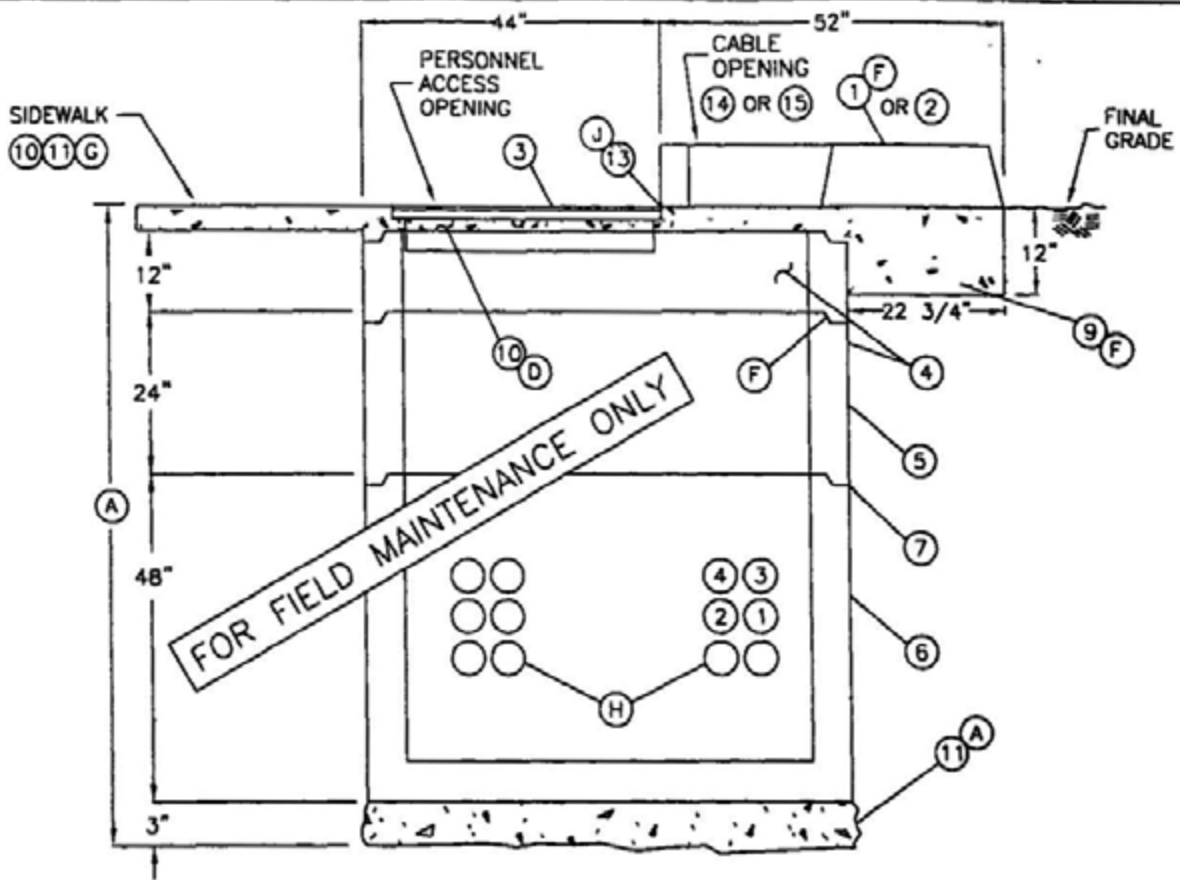 44"
52"
PERSONNEL
ACCESS
OPENING
CABLE
OPENING
14 OR 15
F
1 OR 2
SIDEWALK
10 11 G
FINAL
GRADE
J
13
3
12"
12"
22 3/4"
9
F
10
D
F
4
24"
5
A
FOR FIELD MAINTENANCE ONLY
7
48"
4 3
2 1
6
H
A
11
3"